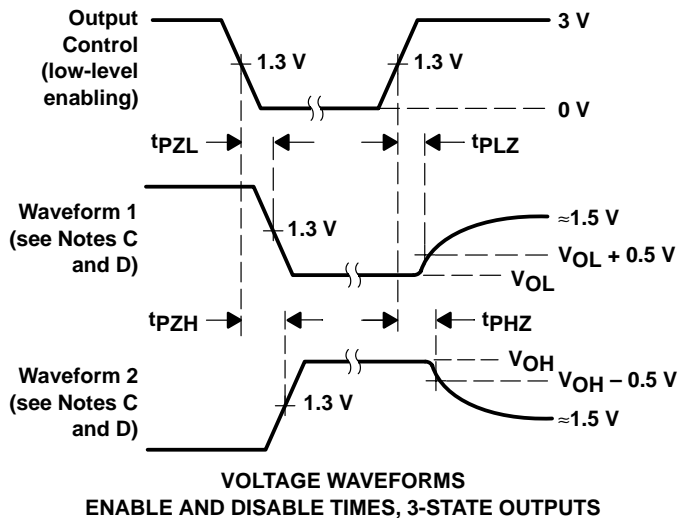 Output
Control
(low-level
enabling)
1.3 V
1.3 V
3 V
0 V
tPZL
tPLZ
Waveform 1
(see Notes C
and D)
1.3 V
≈1.5 V
VOL + 0.5 V
VOL
tPZH
tPHZ
Waveform 2
(see Notes C
and D)
1.3 V
VOH
VOH − 0.5 V
≈1.5 V
VOLTAGE WAVEFORMS
ENABLE AND DISABLE TIMES, 3-STATE OUTPUTS